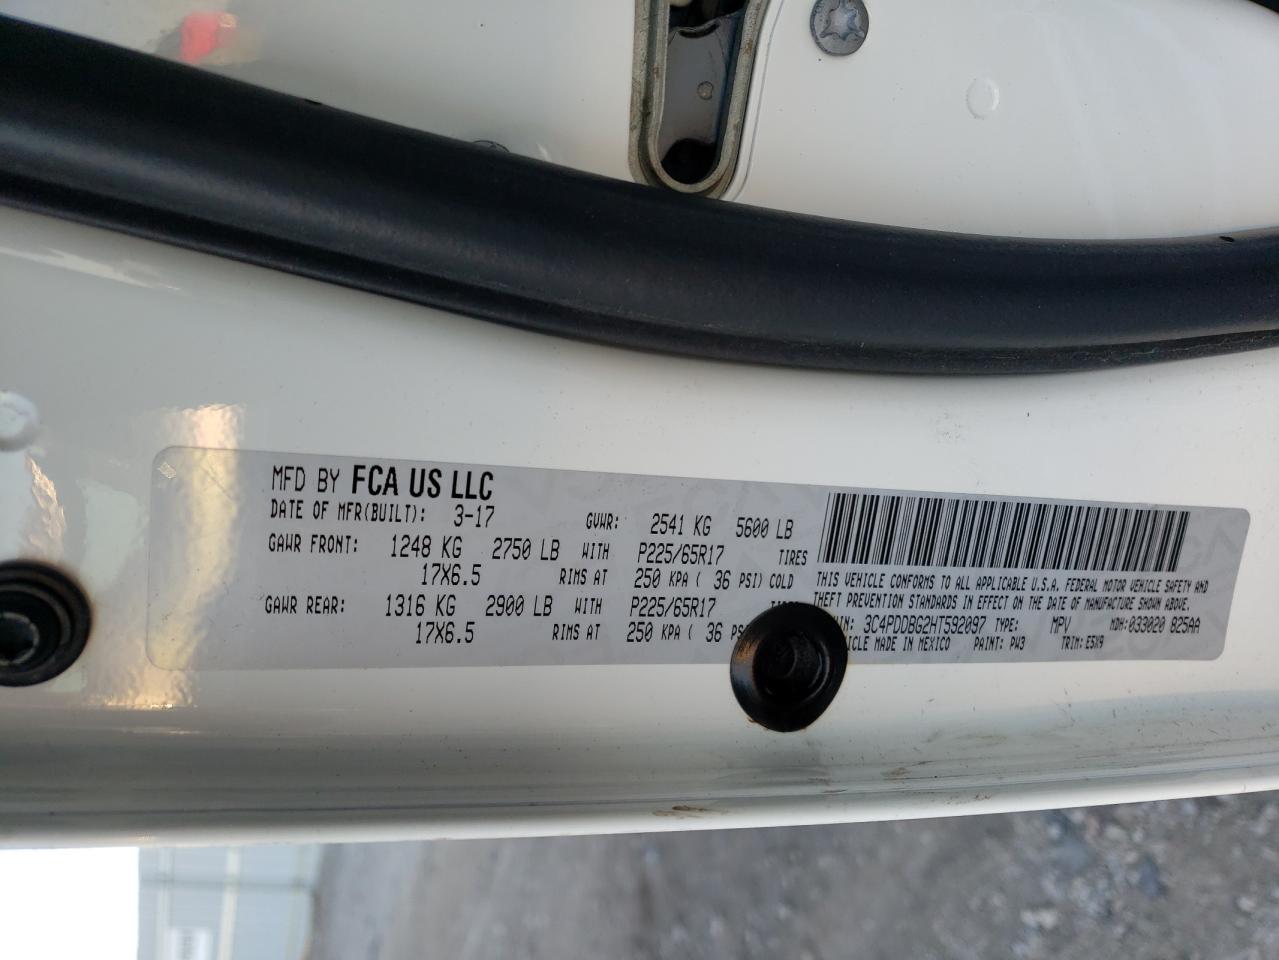 MFD BY FCA US LLC
DATE OF MFR(BUILT): 3-17 GVWR: 2541 KG 5600 LB
GAWR FRONT: 1248 KG 2750 LB WITH P225/65R17 TIRES
17X6.5 RIMS AT 250 KPA ( 36 PSI) COLD
GAWR REAR: 1316 KG 2900 LB WITH P225/65R17
17X6.5 RIMS AT 250 KPA ( 36
THIS VEHICLE CONFORMS TO ALL APPLICABLE U.S.A. FEDERAL MOTOR VEHICLE SAFETY AND
THEFT PREVENTION STANDARDS IN EFFECT ON THE DATE OF MANUFACTURE SHOWN ABOVE.
3C4PDDBG2HT592097 TYPE: MPV MDH: 033020 825AA
MADE IN MEXICO PAINT: PW3 TRIM: E5X9